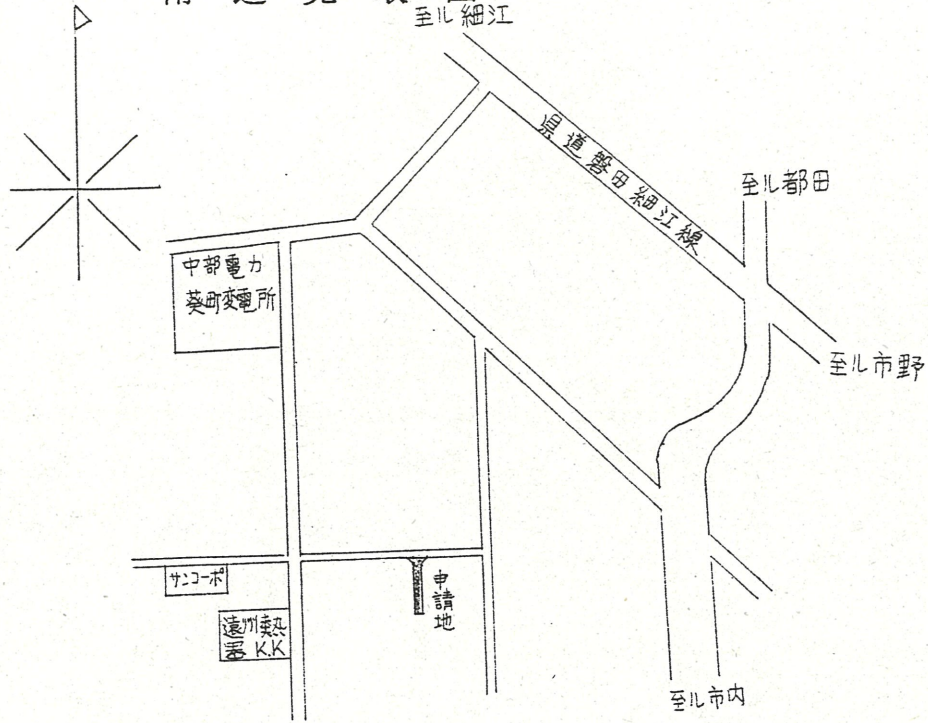 至ル細江
県道磐田細江線
至ル都田
中部電力
葵町変電所
至ル市野
サンコーポ
申請地
遠州熱
器 K.K
至ル市内